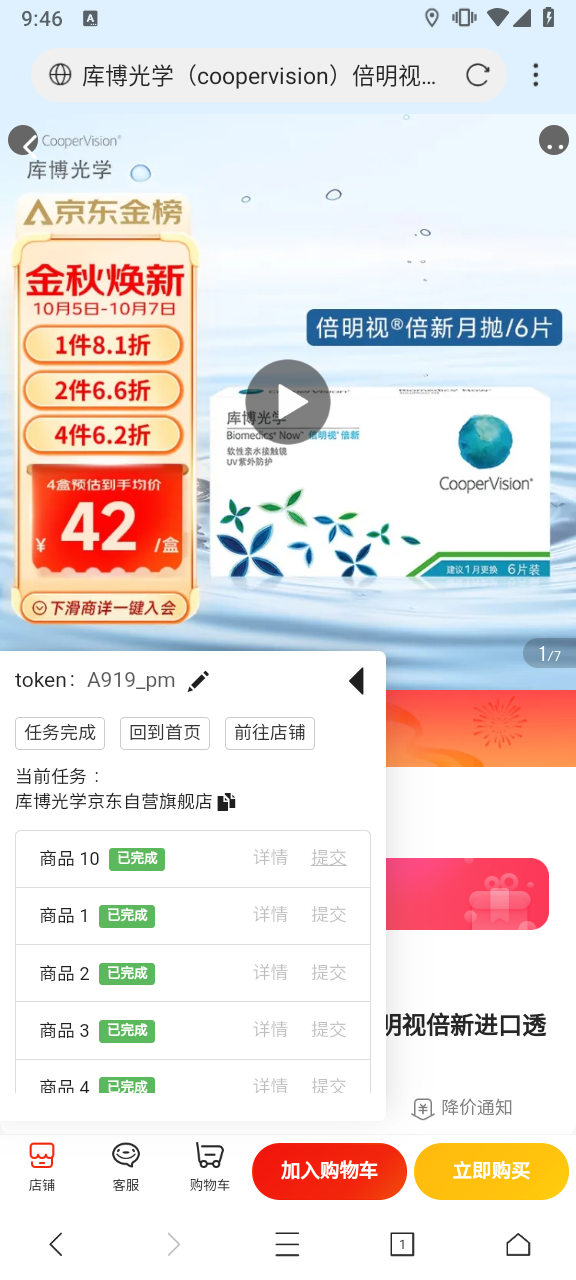 9:46
A
库博光学（coopervision）倍明视...
CooperVision®
库博光学
京东金榜
金秋焕新
10月5日-10月7日
1件8.1折
2件6.6折
4件6.2折
4盒预估到手均价
¥42/盒
下滑商详一键入会
倍明视®倍新月抛/6片
库博光学
Biomedics® Now™ 倍明视® 倍新
软性亲水接触镜
UV紫外防护
CooperVision®
建议1月更换 6片装
1/7
token： A919_pm
任务完成 回到首页 前往店铺
当前任务：
库博光学京东自营旗舰店
商品 10 已完成 详情 提交
商品 1 已完成 详情 提交
商品 2 已完成 详情 提交
商品 3 已完成 详情 提交
商品 4 已完成 详情 提交
明视倍新进口透
降价通知
店铺 客服 购物车 加入购物车 立即购买
1